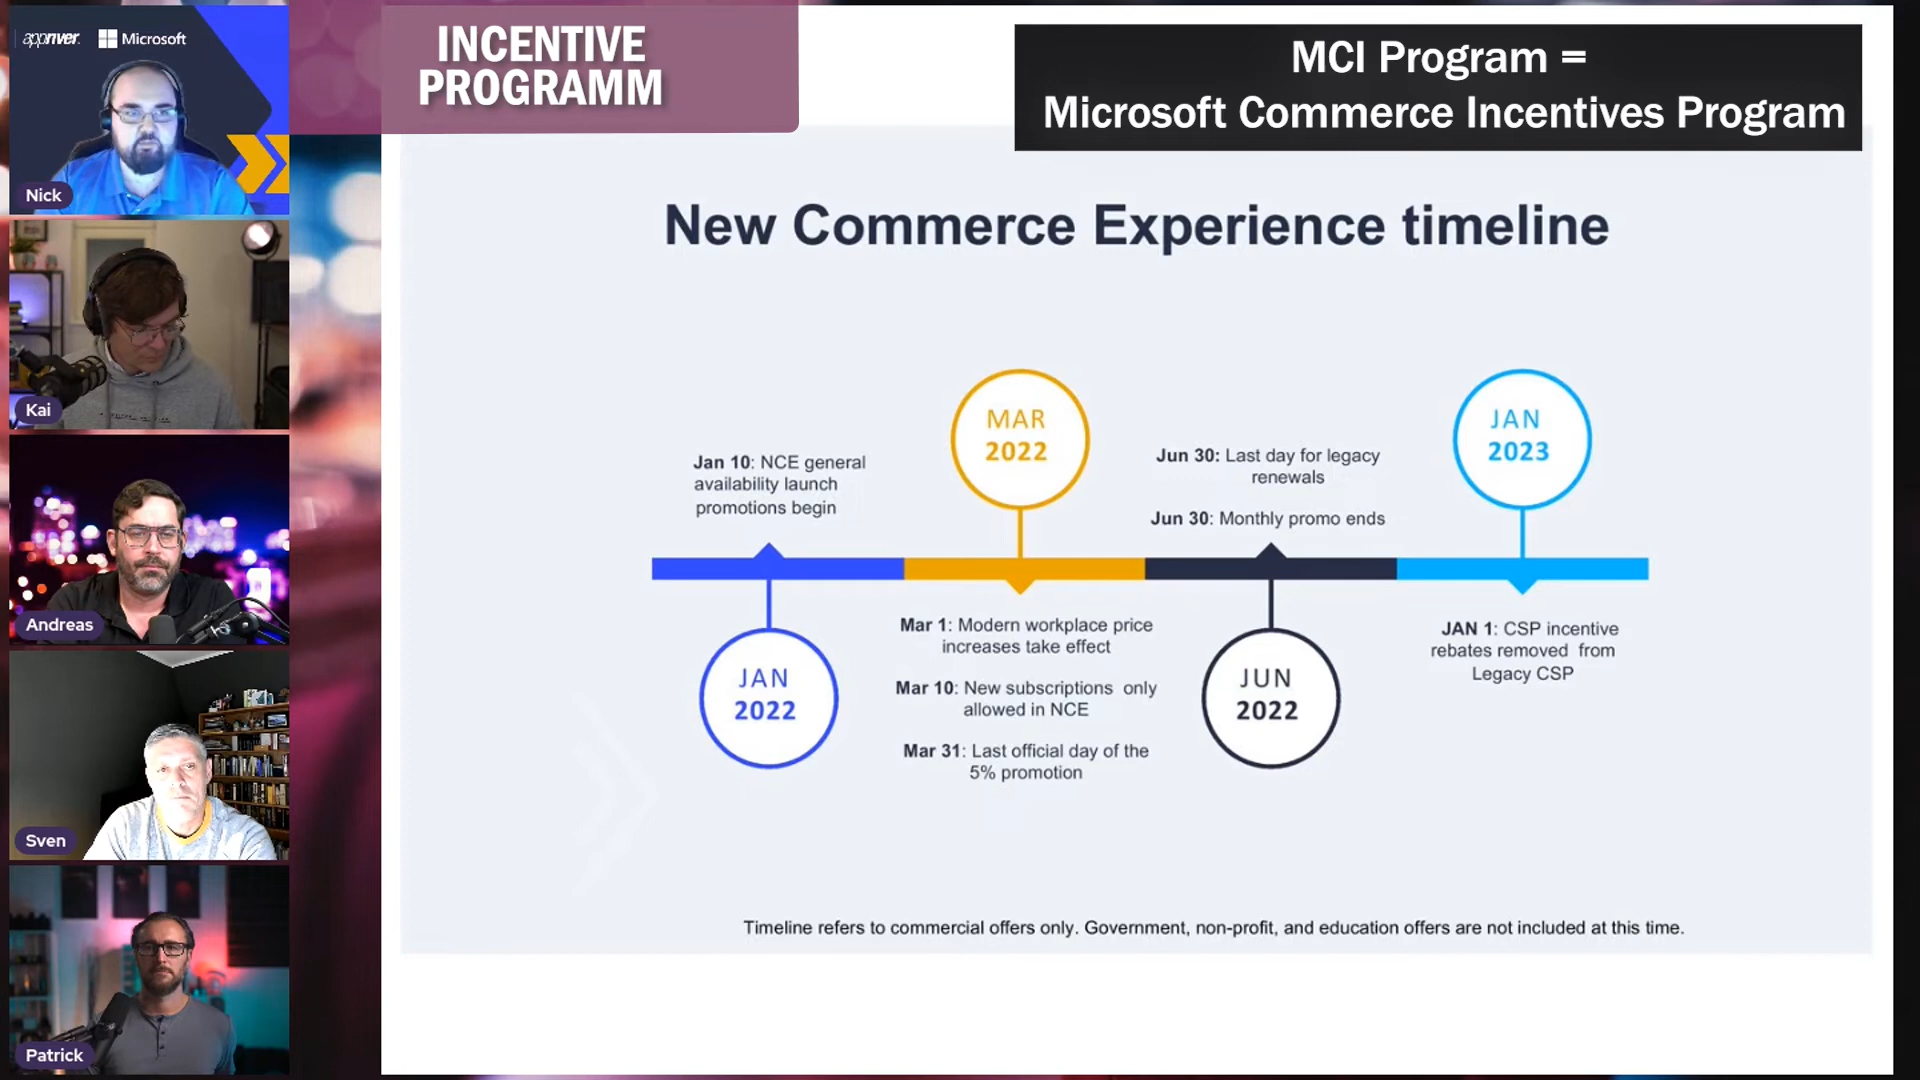 appriver
Microsoft
Nick
Kai
Andreas
Sven
Patrick
INCENTIVE
PROGRAMM
MCI Program =
Microsoft Commerce Incentives Program
New Commerce Experience timeline
Jan 10: NCE general
availability launch
promotions begin
JAN
2022
MAR
2022
Mar 1: Modern workplace price
increases take effect
Mar 10: New subscriptions only
allowed in NCE
Mar 31: Last official day of the
5% promotion
Jun 30: Last day for legacy
renewals
Jun 30: Monthly promo ends
JUN
2022
JAN
2023
JAN 1: CSP incentive
rebates removed from
Legacy CSP
Timeline refers to commercial offers only. Government, non-profit, and education offers are not included at this time.